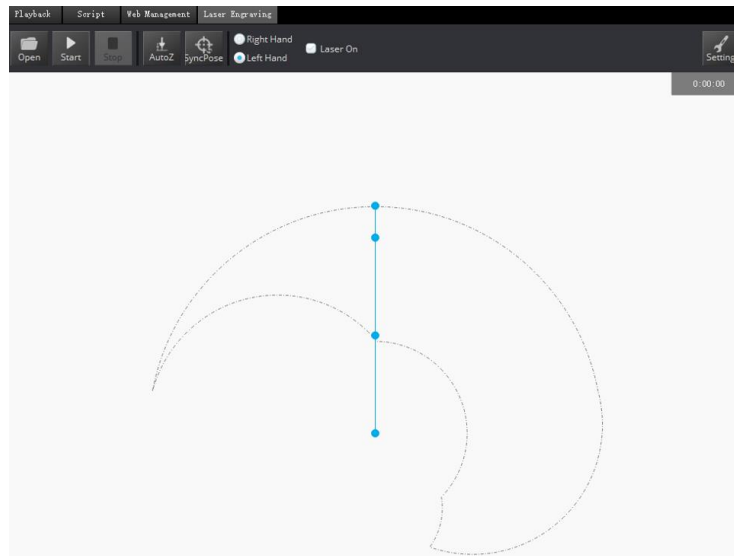 Playback Script Web Management Laser Engraving
Open Start Stop AutoZ SyncPose Right Hand Left Hand Laser On Setting
0:00:00